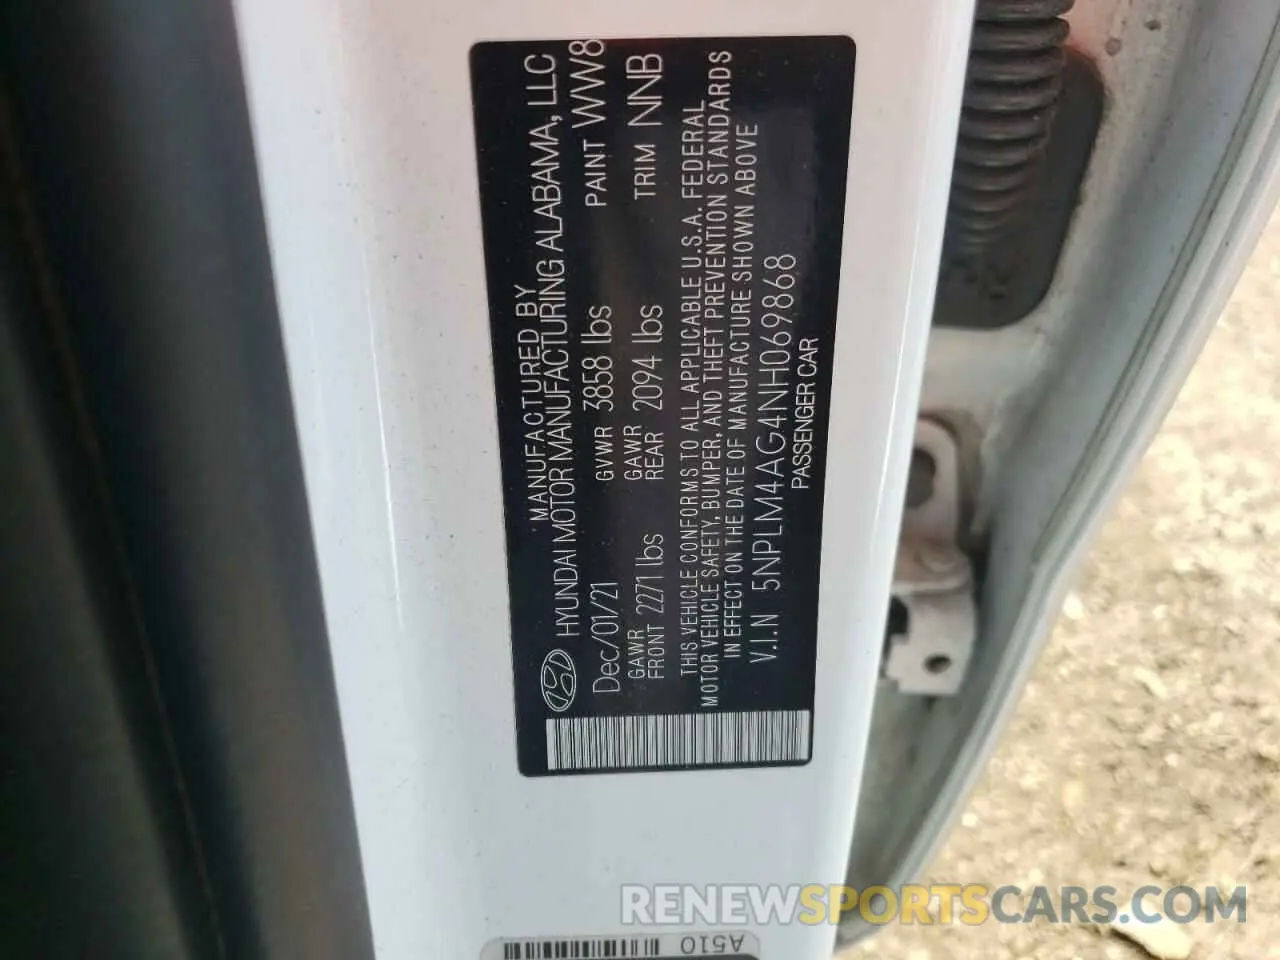 MANUFACTURED BY
HYUNDAI MOTOR MANUFACTURING ALABAMA, LLC
Dec/01/21 GVWR 3858 lbs PAINT WW8
GAWR FRONT 2271 lbs GAWR REAR 2094 lbs TRIM NNB
THIS VEHICLE CONFORMS TO ALL APPLICABLE U.S.A. FEDERAL
MOTOR VEHICLE SAFETY, BUMPER, AND THEFT PREVENTION STANDARDS
IN EFFECT ON THE DATE OF MANUFACTURE SHOWN ABOVE
V.I.N 5NPLM4AG4NH069868
PASSENGER CAR
A510
RENEWSPORTSCARS.COM